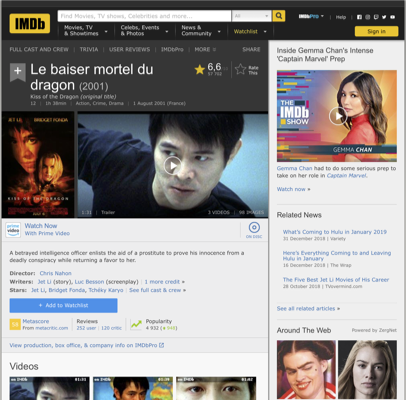 IMDb
Find Movies, TV shows, Celebrities and more...
All
IMDbPro
Help
Movies, TV
& Showtimes
Celebs, Events
& Photos
News &
Community
Watchlist
Sign in
FULL CAST AND CREW | TRIVIA | USER REVIEWS | IMDbPro | MORE
SHARE
Le baiser mortel du
dragon (2001)
Kiss of the Dragon (original title)
12 | 1h 38min | Action, Crime, Drama | 1 August 2001 (France)
6,6
Rate
This
JET LI BRIDGET FONDA
KISS OF THE DRAGON
1:31 | Trailer
3 VIDEOS
IMAGES
prime video
Watch Now
With Prime Video
ON DISC
A betrayed intelligence officer enlists the aid of a prostitute to prove his innocence from a
deadly conspiracy while returning a favor to her.
Director: Chris Nahon
Writers: Jet Li (story), Luc Besson (screenplay) | 1 more credit »
Stars: Jet Li, Bridget Fonda, Tchéky Karyo | See full cast & crew »
+ Add to Watchlist
Metascore
From metacritic.com
Reviews
252 user | 120 critic
Popularity
4 932
View production, box office, & company info on IMDbPro
Videos
Inside Gemma Chan's Intense
'Captain Marvel' Prep
THE
IMDb
SHOW
GEMMA CHAN
Gemma Chan had to do some serious prep to
take on her role in Captain Marvel.
Watch now »
Related News
What's Coming to Hulu in January 2019
31 December 2018 | Variety
Here's Everything Coming to and Leaving
Hulu in January
16 December 2018 | The Wrap
The Five Best Jet Li Movies of His Career
28 October 2018 | TVovermind.com
See all related articles »
Around The Web
Powered by ZergNet